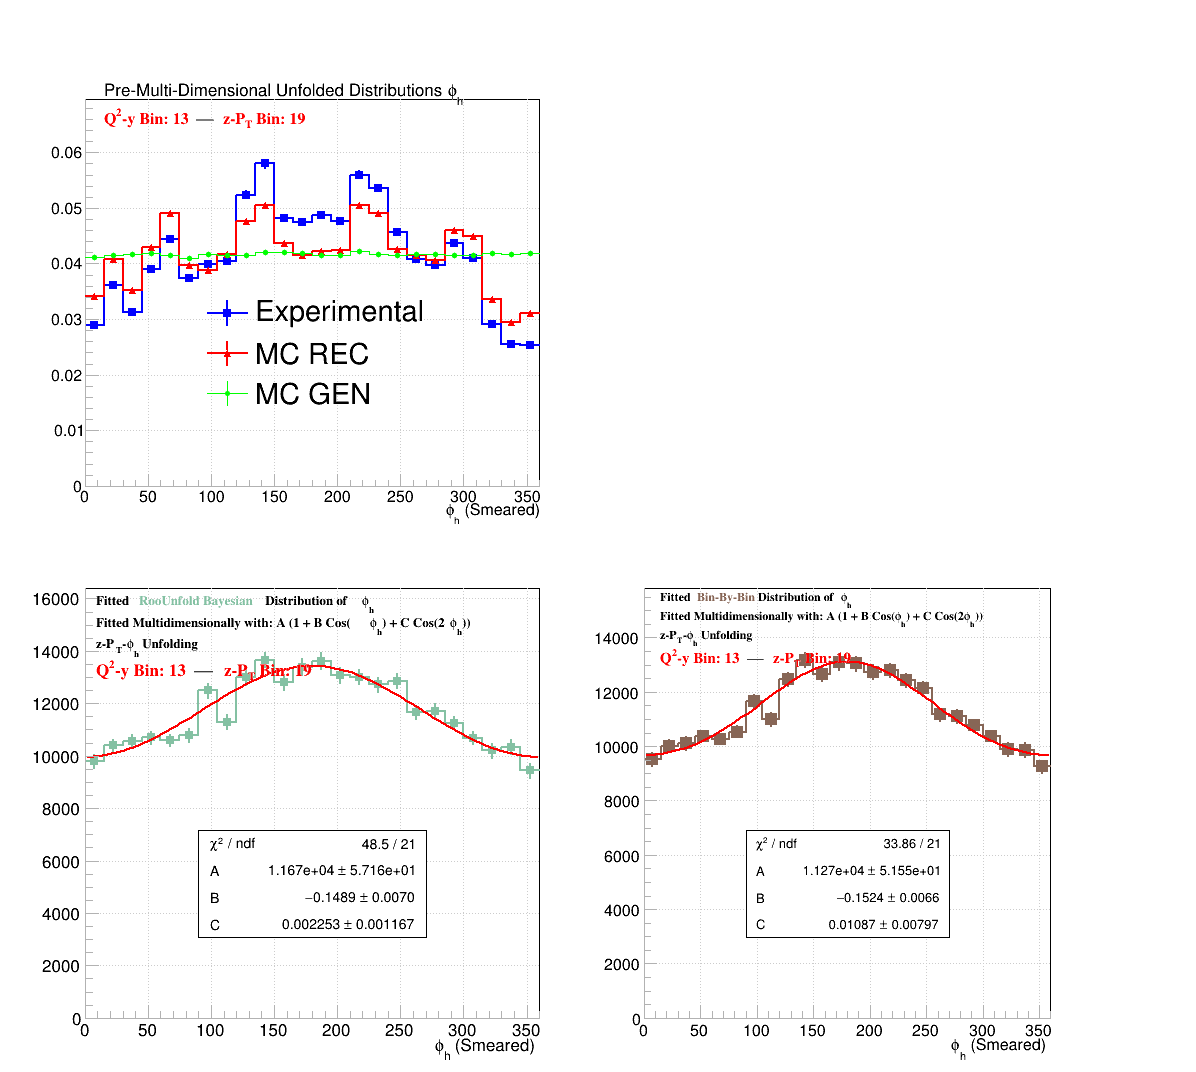 Pre-Multi-Dimensional Unfolded Distributions ϕh
Q2-y Bin: 13 — z-PT Bin: 19
0.06
0.05
0.04
0.03
0.02
0.01
0
Experimental
MC REC
MC GEN
0 50 100 150 200 250 300 350
ϕh (Smeared)
Fitted RooUnfold Bayesian Distribution of ϕh
Fitted Multidimensionally with: A (1 + B Cos( ϕh) + C Cos(2 ϕh))
z-PT-ϕh Unfolding
Q2-y Bin: 13 — z-PT Bin: 19
16000
14000
12000
10000
8000
6000
4000
2000
0
χ2 / ndf 48.5 / 21
A 1.167e+04 ± 5.716e+01
B −0.1489 ± 0.0070
C 0.002253 ± 0.001167
0 50 100 150 200 250 300 350
ϕh (Smeared)
Fitted Bin-By-Bin Distribution of ϕh
Fitted Multidimensionally with: A (1 + B Cos(ϕh) + C Cos(2ϕh))
z-PT-ϕh Unfolding
Q2-y Bin: 13 — z-PT Bin: 19
14000
12000
10000
8000
6000
4000
2000
0
χ2 / ndf 33.86 / 21
A 1.127e+04 ± 5.155e+01
B −0.1524 ± 0.0066
C 0.01087 ± 0.00797
0 50 100 150 200 250 300 350
ϕh (Smeared)